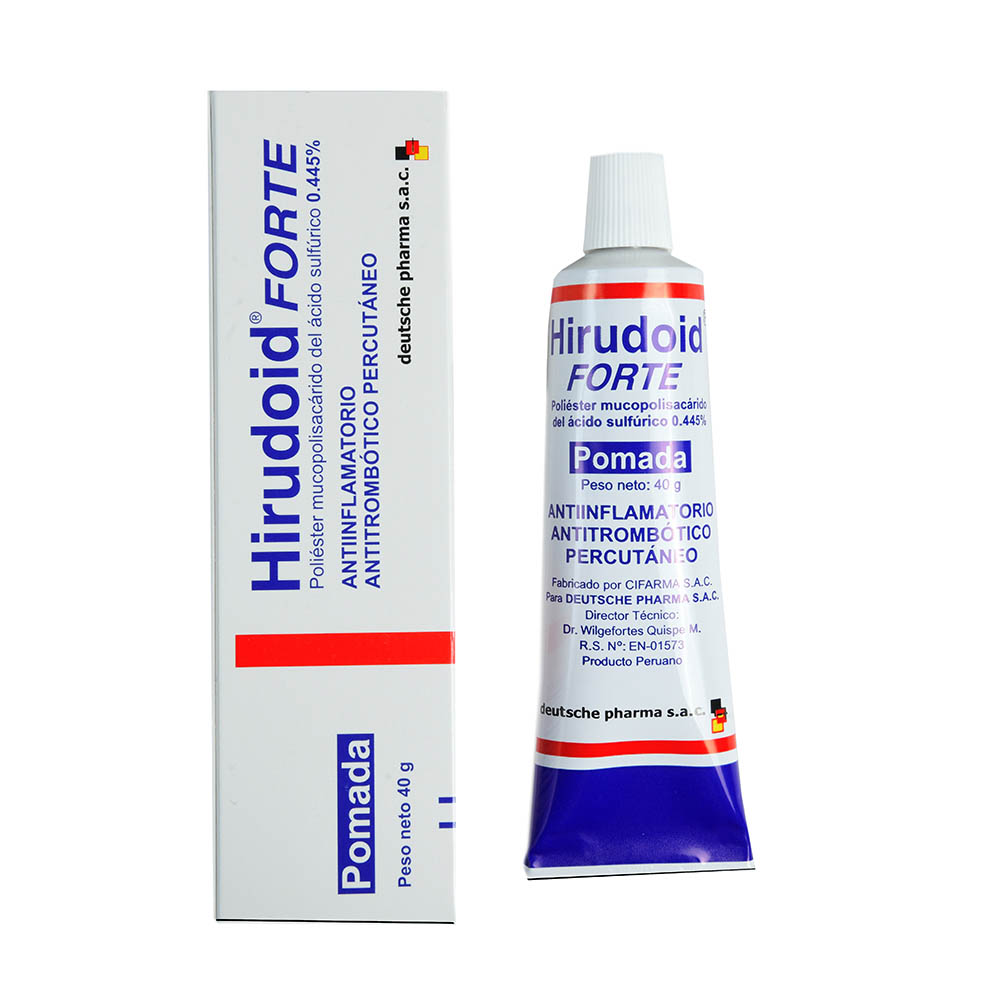 Hirudoid® FORTE
Poliéster mucopolisacárido del ácido sulfúrico 0.445%
ANTIINFLAMATORIO
ANTITROMBÓTICO PERCUTÁNEO
deutsche pharma s.a.c.
Pomada
Peso neto 40 g
Hirudoid®
FORTE
Poliéster mucopolisacárido
del ácido sulfúrico 0.445%
Pomada
Peso neto: 40 g
ANTIINFLAMATORIO
ANTITROMBÓTICO
PERCUTÁNEO
Fabricado por CIFARMA S.A.C.
Para DEUTSCHE PHARMA S.A.C.
Director Técnico:
Dr. Wilgefortes Quispe M.
R.S. Nº: EN-01573
Producto Peruano
deutsche pharma s.a.c.